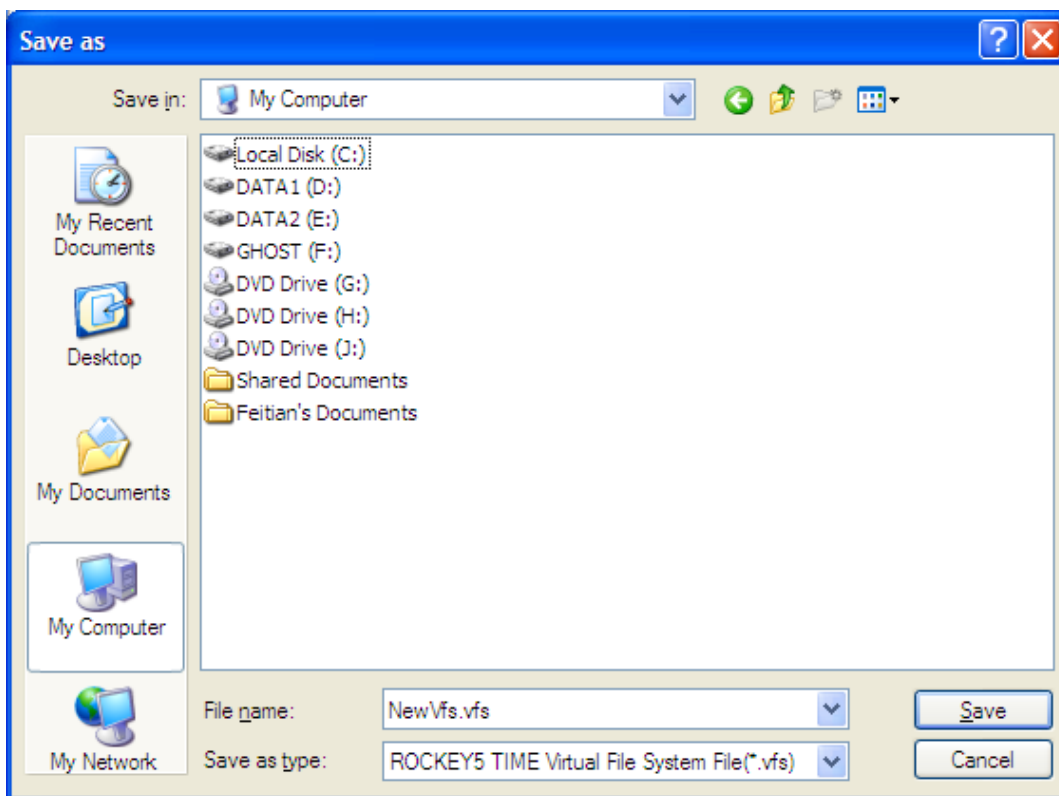 Save as
Save in: My Computer
My Recent
Documents
Desktop
My Documents
My Computer
My Network
Local Disk (C:)
DATA1 (D:)
DATA2 (E:)
GHOST (F:)
DVD Drive (G:)
DVD Drive (H:)
DVD Drive (J:)
Shared Documents
Feitian's Documents
File name: NewVfs.vfs Save
Save as type: ROCKEY5 TIME Virtual File System File(*.vfs) Cancel